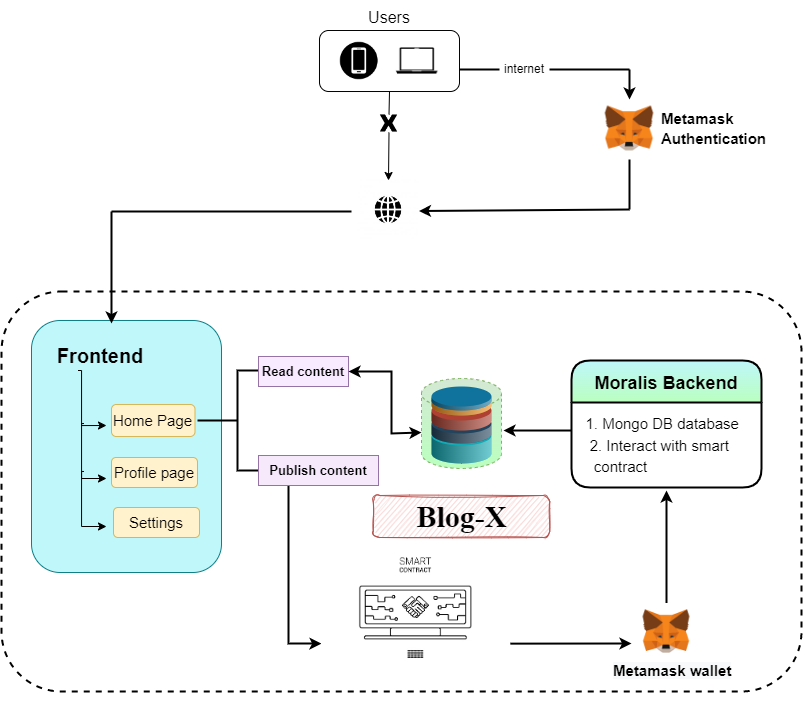 Users
internet
X
Metamask
Authentication
Frontend
Home Page
Profile page
Settings
Read content
Publish content
Moralis Backend
1. Mongo DB database
2. Interact with smart
contract
Blog-X
SMART
CONTRACT
Metamask wallet